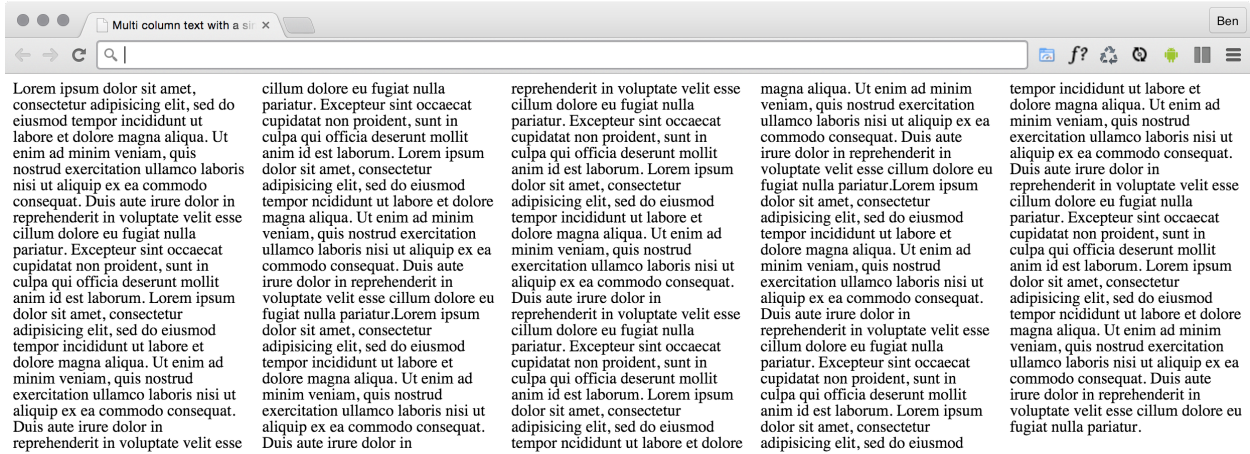 Multi column text with a si
Ben
f?
Lorem ipsum dolor sit amet,
consectetur adipisicing elit, sed do
eiusmod tempor incididunt ut
labore et dolore magna aliqua. Ut
enim ad minim veniam, quis
nostrud exercitation ullamco laboris
nisi ut aliquip ex ea commodo
consequat. Duis aute irure dolor in
reprehenderit in voluptate velit esse
cillum dolore eu fugiat nulla
pariatur. Excepteur sint occaecat
cupidatat non proident, sunt in
culpa qui officia deserunt mollit
anim id est laborum. Lorem ipsum
dolor sit amet, consectetur
adipisicing elit, sed do eiusmod
tempor incididunt ut labore et
dolore magna aliqua. Ut enim ad
minim veniam, quis nostrud
exercitation ullamco laboris nisi ut
aliquip ex ea commodo consequat.
Duis aute irure dolor in
reprehenderit in voluptate velit esse
cillum dolore eu fugiat nulla
pariatur. Excepteur sint occaecat
cupidatat non proident, sunt in
culpa qui officia deserunt mollit
anim id est laborum. Lorem ipsum
dolor sit amet, consectetur
adipisicing elit, sed do eiusmod
tempor ncididunt ut labore et dolore
magna aliqua. Ut enim ad minim
veniam, quis nostrud exercitation
ullamco laboris nisi ut aliquip ex ea
commodo consequat. Duis aute
irure dolor in reprehenderit in
voluptate velit esse cillum dolore eu
fugiat nulla pariatur.Lorem ipsum
dolor sit amet, consectetur
adipisicing elit, sed do eiusmod
tempor incididunt ut labore et
dolore magna aliqua. Ut enim ad
minim veniam, quis nostrud
exercitation ullamco laboris nisi ut
aliquip ex ea commodo consequat.
Duis aute irure dolor in
reprehenderit in voluptate velit esse
cillum dolore eu fugiat nulla
pariatur. Excepteur sint occaecat
cupidatat non proident, sunt in
culpa qui officia deserunt mollit
anim id est laborum. Lorem ipsum
dolor sit amet, consectetur
adipisicing elit, sed do eiusmod
tempor incididunt ut labore et
dolore magna aliqua. Ut enim ad
minim veniam, quis nostrud
exercitation ullamco laboris nisi ut
aliquip ex ea commodo consequat.
Duis aute irure dolor in
reprehenderit in voluptate velit esse
cillum dolore eu fugiat nulla
pariatur. Excepteur sint occaecat
cupidatat non proident, sunt in
culpa qui officia deserunt mollit
anim id est laborum. Lorem ipsum
dolor sit amet, consectetur
adipisicing elit, sed do eiusmod
tempor ncididunt ut labore et dolore
magna aliqua. Ut enim ad minim
veniam, quis nostrud exercitation
ullamco laboris nisi ut aliquip ex ea
commodo consequat. Duis aute
irure dolor in reprehenderit in
voluptate velit esse cillum dolore eu
fugiat nulla pariatur.Lorem ipsum
dolor sit amet, consectetur
adipisicing elit, sed do eiusmod
tempor incididunt ut labore et
dolore magna aliqua. Ut enim ad
minim veniam, quis nostrud
exercitation ullamco laboris nisi ut
aliquip ex ea commodo consequat.
Duis aute irure dolor in
reprehenderit in voluptate velit esse
cillum dolore eu fugiat nulla
pariatur. Excepteur sint occaecat
cupidatat non proident, sunt in
culpa qui officia deserunt mollit
anim id est laborum. Lorem ipsum
dolor sit amet, consectetur
adipisicing elit, sed do eiusmod
tempor incididunt ut labore et
dolore magna aliqua. Ut enim ad
minim veniam, quis nostrud
exercitation ullamco laboris nisi ut
aliquip ex ea commodo consequat.
Duis aute irure dolor in
reprehenderit in voluptate velit esse
cillum dolore eu fugiat nulla
pariatur. Excepteur sint occaecat
cupidatat non proident, sunt in
culpa qui officia deserunt mollit
anim id est laborum. Lorem ipsum
dolor sit amet, consectetur
adipisicing elit, sed do eiusmod
tempor ncididunt ut labore et dolore
magna aliqua. Ut enim ad minim
veniam, quis nostrud exercitation
ullamco laboris nisi ut aliquip ex ea
commodo consequat. Duis aute
irure dolor in reprehenderit in
voluptate velit esse cillum dolore eu
fugiat nulla pariatur.